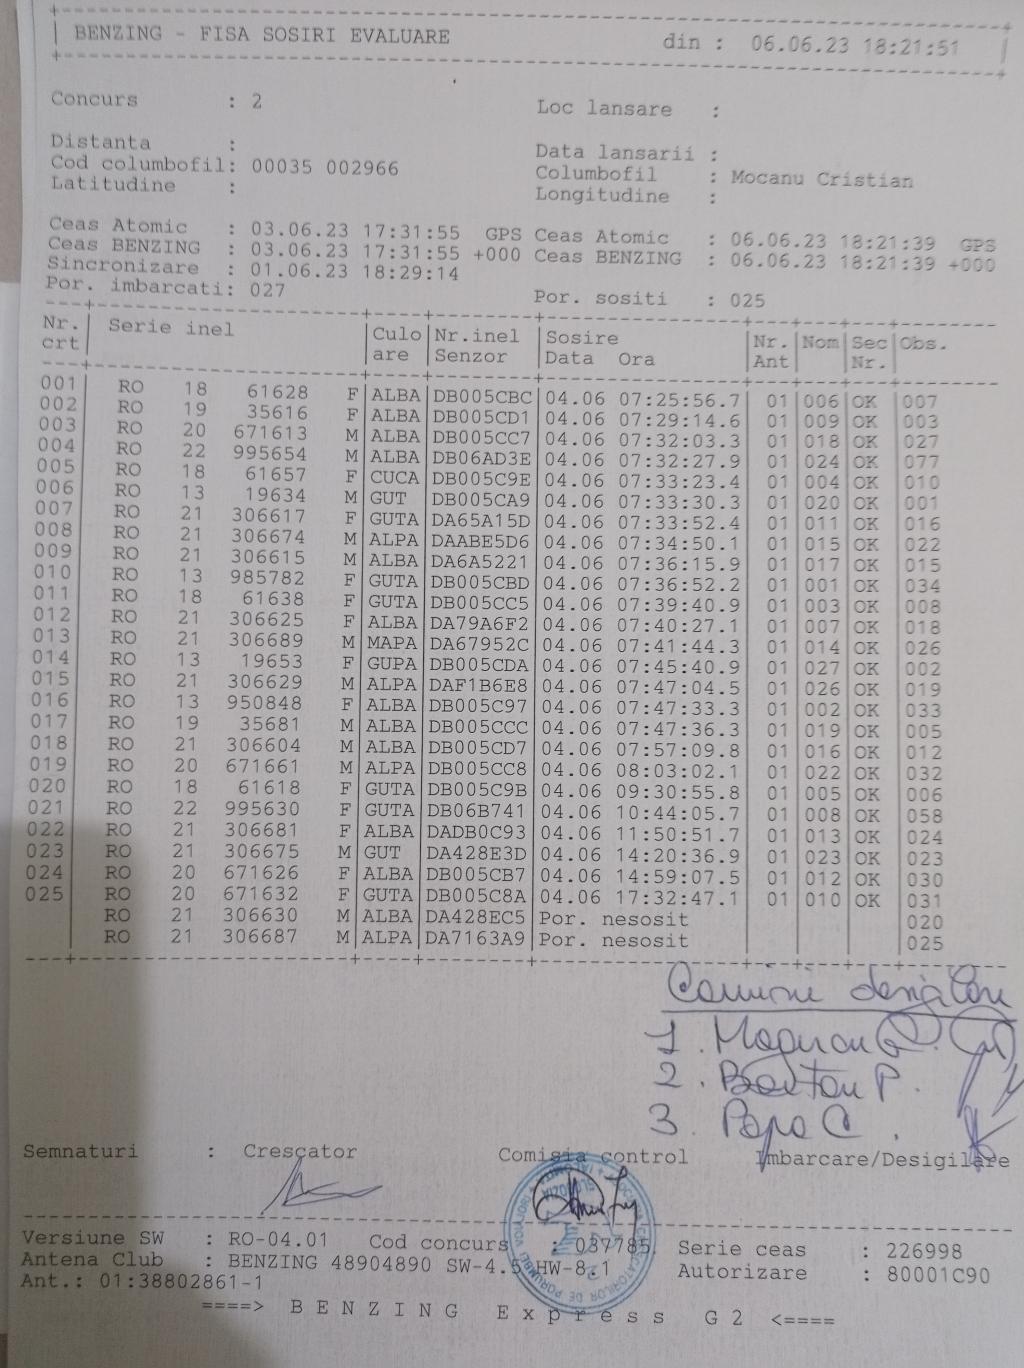 BENZING - FISA SOSIRI EVALUARE din : 06.06.23 18:21:51
Concurs : 2 Loc lansare :
Distanta : Data lansarii :
Cod columbofil: 00035 002966 Columbofil : Mocanu Cristian
Latitudine : Longitudine :
Ceas Atomic : 03.06.23 17:31:55 GPS Ceas Atomic : 06.06.23 18:21:39 GPS
Ceas BENZING : 03.06.23 17:31:55 +000 Ceas BENZING : 06.06.23 18:21:39 +000
Sincronizare : 01.06.23 18:29:14
Por. imbarcati: 027 Por. sositi : 025
Nr. Serie inel Culo Nr.inel Sosire Nr. Nom Sec Obs.
crt are Senzor Data Ora Ant Nr.
001 RO 18 61628 F ALBA DB005CBC 04.06 07:25:56.7 01 006 OK 007
002 RO 19 35616 F ALBA DB005CD1 04.06 07:29:14.6 01 009 OK 003
003 RO 20 671613 M ALBA DB005CC7 04.06 07:32:03.3 01 018 OK 027
004 RO 22 995654 M ALBA DB06AD3E 04.06 07:32:27.9 01 024 OK 077
005 RO 18 61657 F CUCA DB005C9E 04.06 07:33:23.4 01 004 OK 010
006 RO 13 19634 M GUT DB005CA9 04.06 07:33:30.3 01 020 OK 001
007 RO 21 306617 F GUTA DA65A15D 04.06 07:33:52.4 01 011 OK 016
008 RO 21 306674 M ALPA DAABE5D6 04.06 07:34:50.1 01 015 OK 022
009 RO 21 306615 M ALBA DA6A5221 04.06 07:36:15.9 01 017 OK 015
010 RO 13 985782 F GUTA DB005CBD 04.06 07:36:52.2 01 001 OK 034
011 RO 18 61638 F GUTA DB005CC5 04.06 07:39:40.9 01 003 OK 008
012 RO 21 306625 F ALBA DA79A6F2 04.06 07:40:27.1 01 007 OK 018
013 RO 21 306689 M MAPA DA67952C 04.06 07:41:44.3 01 014 OK 026
014 RO 13 19653 F GUPA DB005CDA 04.06 07:45:40.9 01 027 OK 002
015 RO 21 306629 M ALPA DAF1B6E8 04.06 07:47:04.5 01 026 OK 019
016 RO 13 950848 F ALBA DB005C97 04.06 07:47:33.3 01 002 OK 033
017 RO 19 35681 M ALBA DB005CCC 04.06 07:47:36.3 01 019 OK 005
018 RO 21 306604 M ALBA DB005CD7 04.06 07:57:09.8 01 016 OK 012
019 RO 20 671661 M ALPA DB005CC8 04.06 08:03:02.1 01 022 OK 032
020 RO 18 61618 F GUTA DB005C9B 04.06 09:30:55.8 01 005 OK 006
021 RO 22 995630 F GUTA DB06B741 04.06 10:44:05.7 01 008 OK 058
022 RO 21 306681 F ALBA DADB0C93 04.06 11:50:51.7 01 013 OK 024
023 RO 21 306675 M GUT DA428E3D 04.06 14:20:36.9 01 023 OK 023
024 RO 20 671626 F ALBA DB005CB7 04.06 14:59:07.5 01 012 OK 030
025 RO 20 671632 F GUTA DB005C8A 04.06 17:32:47.1 01 010 OK 031
RO 21 306630 M ALBA DA428EC5 Por. nesosit 020
RO 21 306687 M ALPA DA7163A9 Por. nesosit 025
1.
2. P.
3. Popa C.
Semnaturi : Crescator Comisia control Imbarcare/Desigilare
Versiune SW : RO-04.01 Cod concurs : 037785 Serie ceas : 226998
Antena Club : BENZING 48904890 SW-4.5 HW-8.1 Autorizare : 80001C90
Ant.: 01:38802861-1
====> B E N Z I N G E x p r e s s G 2 <====